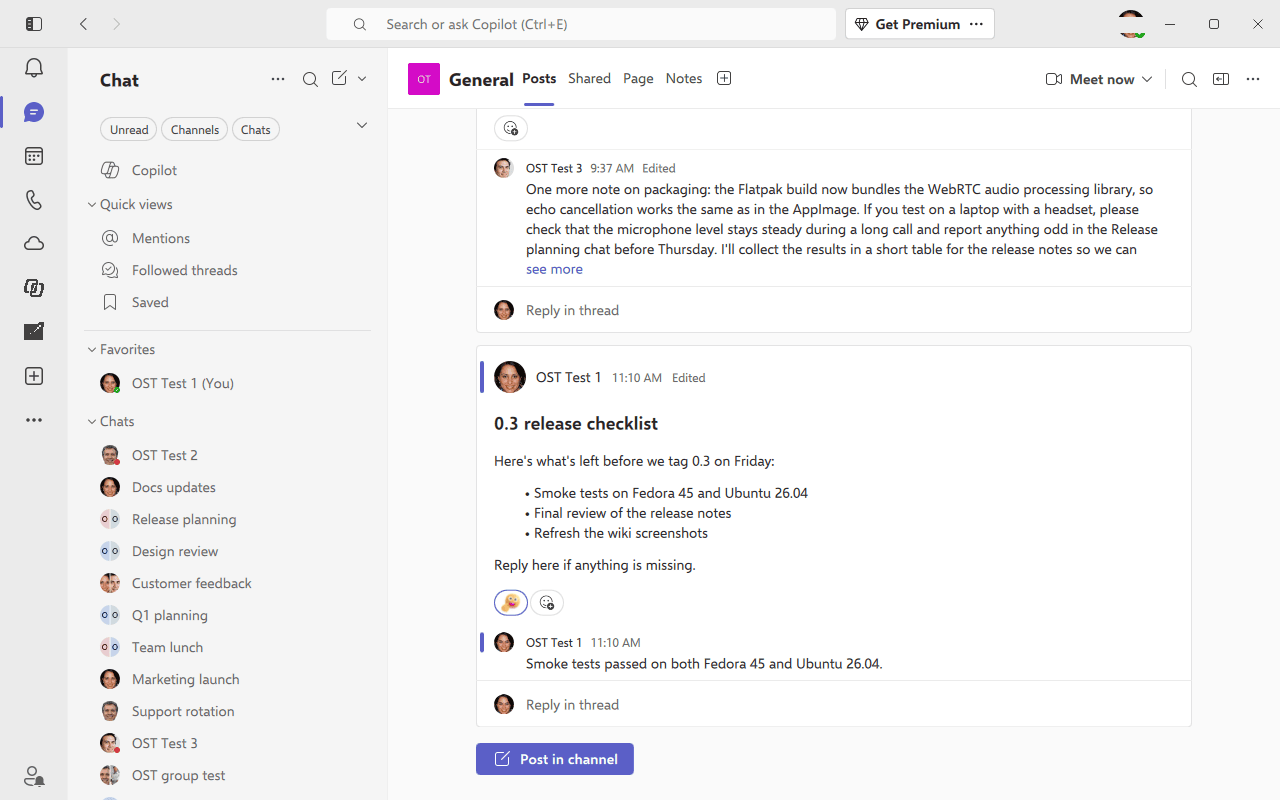 Search or ask Copilot (Ctrl+E)
Get Premium
Chat
Unread
Channels
Chats
Copilot
Quick views
Mentions
Followed threads
Saved
Favorites
OST Test 1 (You)
Chats
OST Test 2
Docs updates
Release planning
Design review
Customer feedback
Q1 planning
Team lunch
Marketing launch
Support rotation
OST Test 3
OST group test
OT
General
Posts
Shared
Page
Notes
Meet now
OST Test 3 9:37 AM Edited
One more note on packaging: the Flatpak build now bundles the WebRTC audio processing library, so
echo cancellation works the same as in the AppImage. If you test on a laptop with a headset, please
check that the microphone level stays steady during a long call and report anything odd in the Release
planning chat before Thursday. I'll collect the results in a short table for the release notes so we can
see more
Reply in thread
OST Test 1 11:10 AM Edited
0.3 release checklist
Here's what's left before we tag 0.3 on Friday:
• Smoke tests on Fedora 45 and Ubuntu 26.04
• Final review of the release notes
• Refresh the wiki screenshots
Reply here if anything is missing.
OST Test 1 11:10 AM
Smoke tests passed on both Fedora 45 and Ubuntu 26.04.
Reply in thread
Post in channel